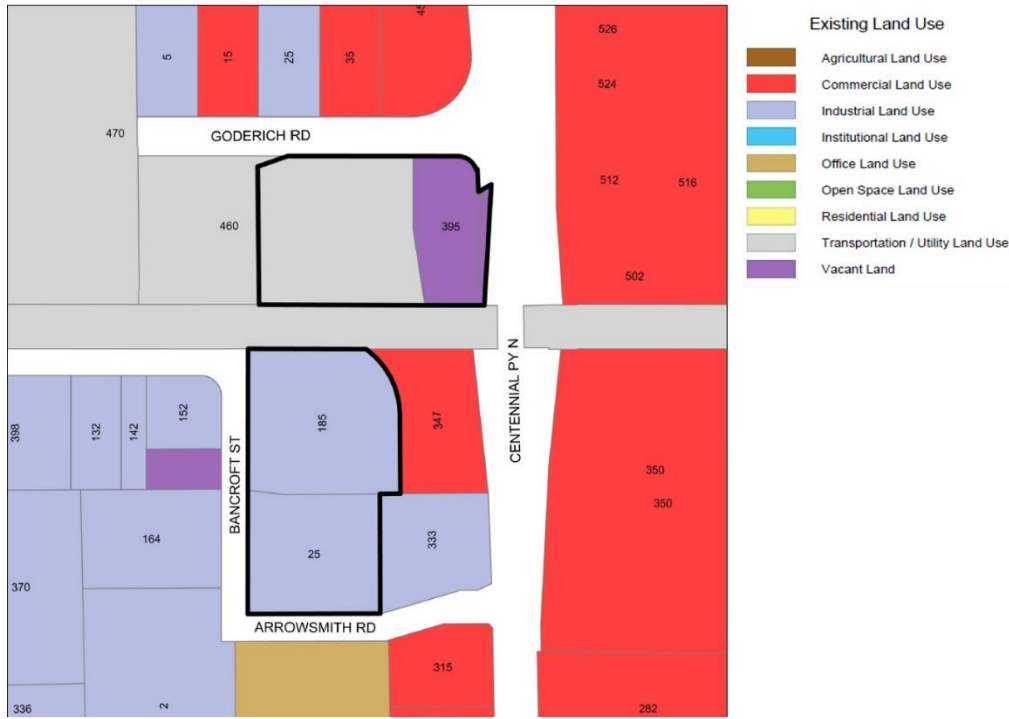 5
15
25
35
45
526
524
GODERICH RD
470
512
516
460
395
502
CENTENNIAL PY N
398
132
142
152
BANCROFT ST
185
347
350
350
164
25
333
370
ARROWSMITH RD
315
336
2
282
Existing Land Use
Agricultural Land Use
Commercial Land Use
Industrial Land Use
Institutional Land Use
Office Land Use
Open Space Land Use
Residential Land Use
Transportation / Utility Land Use
Vacant Land